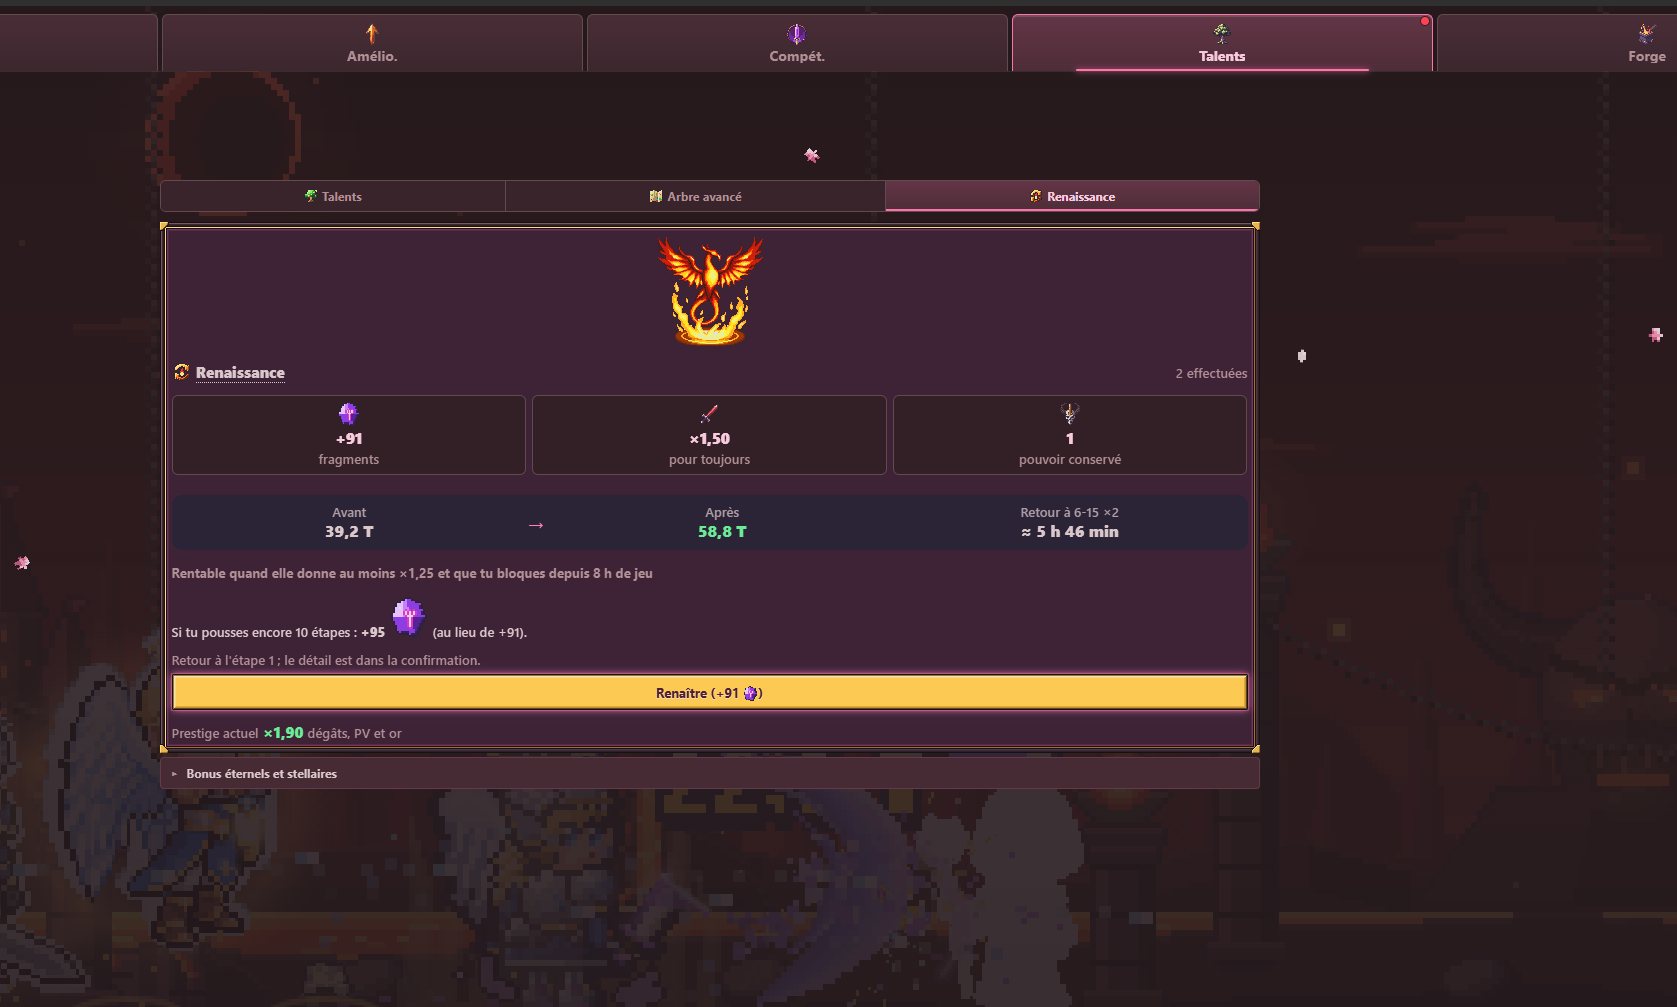 Amélio.
Compét.
Talents
Forge
Talents
Arbre avancé
Renaissance
Renaissance
2 effectuées
+91
fragments
×1,50
pour toujours
1
pouvoir conservé
Avant
39,2 T
→
Après
58,8 T
Retour à 6-15 ×2
≈ 5 h 46 min
Rentable quand elle donne au moins ×1,25 et que tu bloques depuis 8 h de jeu
Si tu pousses encore 10 étapes : +95 (au lieu de +91).
Retour à l'étape 1 ; le détail est dans la confirmation.
Renaître (+91 )
Prestige actuel ×1,90 dégâts, PV et or
Bonus éternels et stellaires